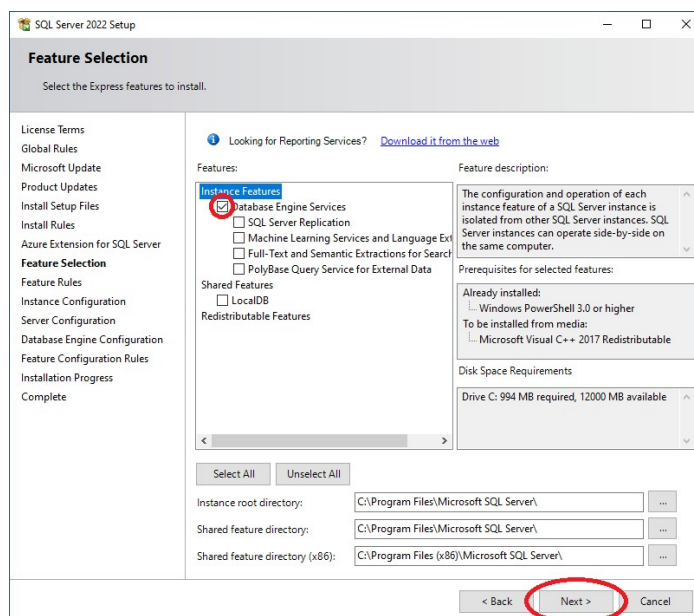 SQL Server 2022 Setup
Feature Selection
Select the Express features to install.
License Terms
Global Rules
Microsoft Update
Product Updates
Install Setup Files
Install Rules
Azure Extension for SQL Server
Feature Selection
Feature Rules
Instance Configuration
Server Configuration
Database Engine Configuration
Feature Configuration Rules
Installation Progress
Complete
Looking for Reporting Services? Download it from the web
Features:
Instance Features
Database Engine Services
SQL Server Replication
Machine Learning Services and Language Ext
Full-Text and Semantic Extractions for Search
PolyBase Query Service for External Data
Shared Features
LocalDB
Redistributable Features
Feature description:
The configuration and operation of each
instance feature of a SQL Server instance is
isolated from other SQL Server instances. SQL
Server instances can operate side-by-side on
the same computer.
Prerequisites for selected features:
Already installed:
Windows PowerShell 3.0 or higher
To be installed from media:
Microsoft Visual C++ 2017 Redistributable
Disk Space Requirements
Drive C: 994 MB required, 12000 MB available
Select All Unselect All
Instance root directory: C:\Program Files\Microsoft SQL Server\ ...
Shared feature directory: C:\Program Files\Microsoft SQL Server\ ...
Shared feature directory (x86): C:\Program Files (x86)\Microsoft SQL Server\ ...
< Back Next > Cancel